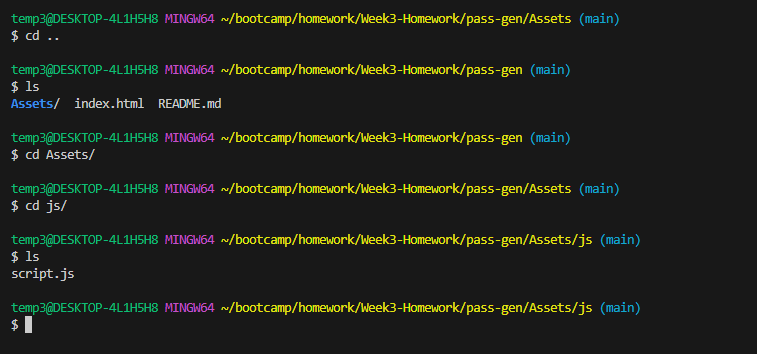 temp3@DESKTOP-4L1H5H8 MINGW64 ~/bootcamp/homework/Week3-Homework/pass-gen/Assets (main)
$ cd ..
temp3@DESKTOP-4L1H5H8 MINGW64 ~/bootcamp/homework/Week3-Homework/pass-gen (main)
$ ls
Assets/  index.html  README.md
temp3@DESKTOP-4L1H5H8 MINGW64 ~/bootcamp/homework/Week3-Homework/pass-gen (main)
$ cd Assets/
temp3@DESKTOP-4L1H5H8 MINGW64 ~/bootcamp/homework/Week3-Homework/pass-gen/Assets (main)
$ cd js/
temp3@DESKTOP-4L1H5H8 MINGW64 ~/bootcamp/homework/Week3-Homework/pass-gen/Assets/js (main)
$ ls
script.js
temp3@DESKTOP-4L1H5H8 MINGW64 ~/bootcamp/homework/Week3-Homework/pass-gen/Assets/js (main)
$